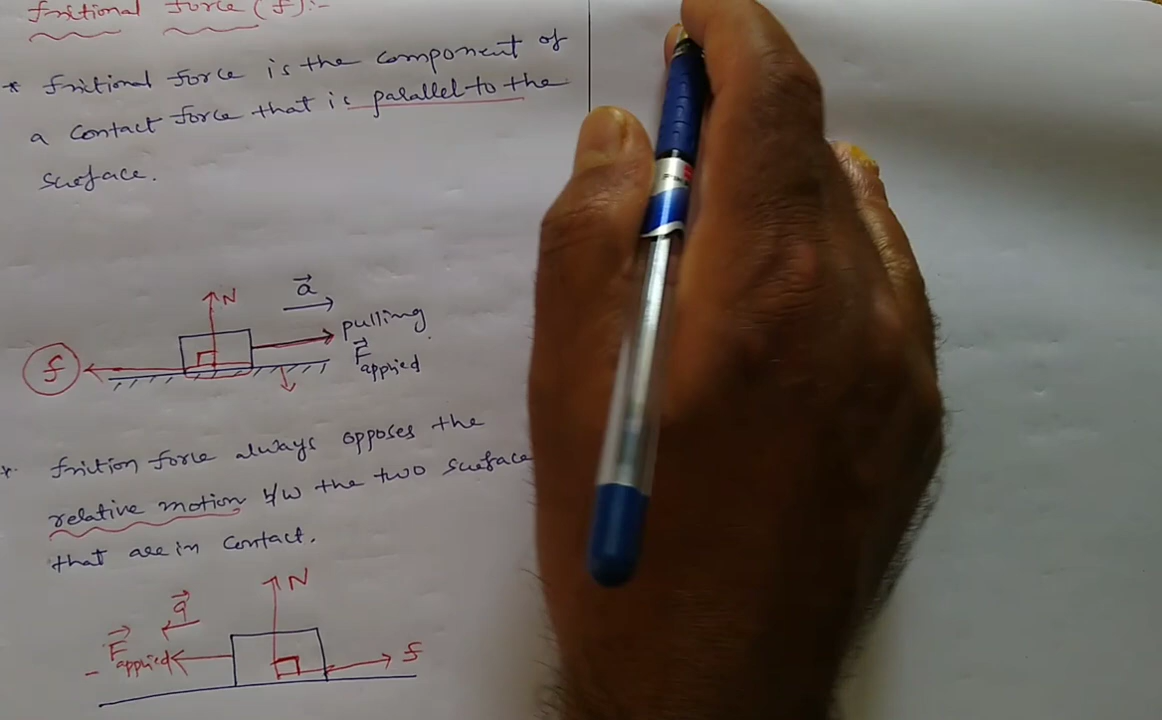 frictional force (f):-
* frictional force is the component of
a contact force that is parallel to the
surface.
N
a
pulling
F applied
f
* friction force always opposes the
relative motion b/w the two surface
that are in contact.
N
a
F applied
f